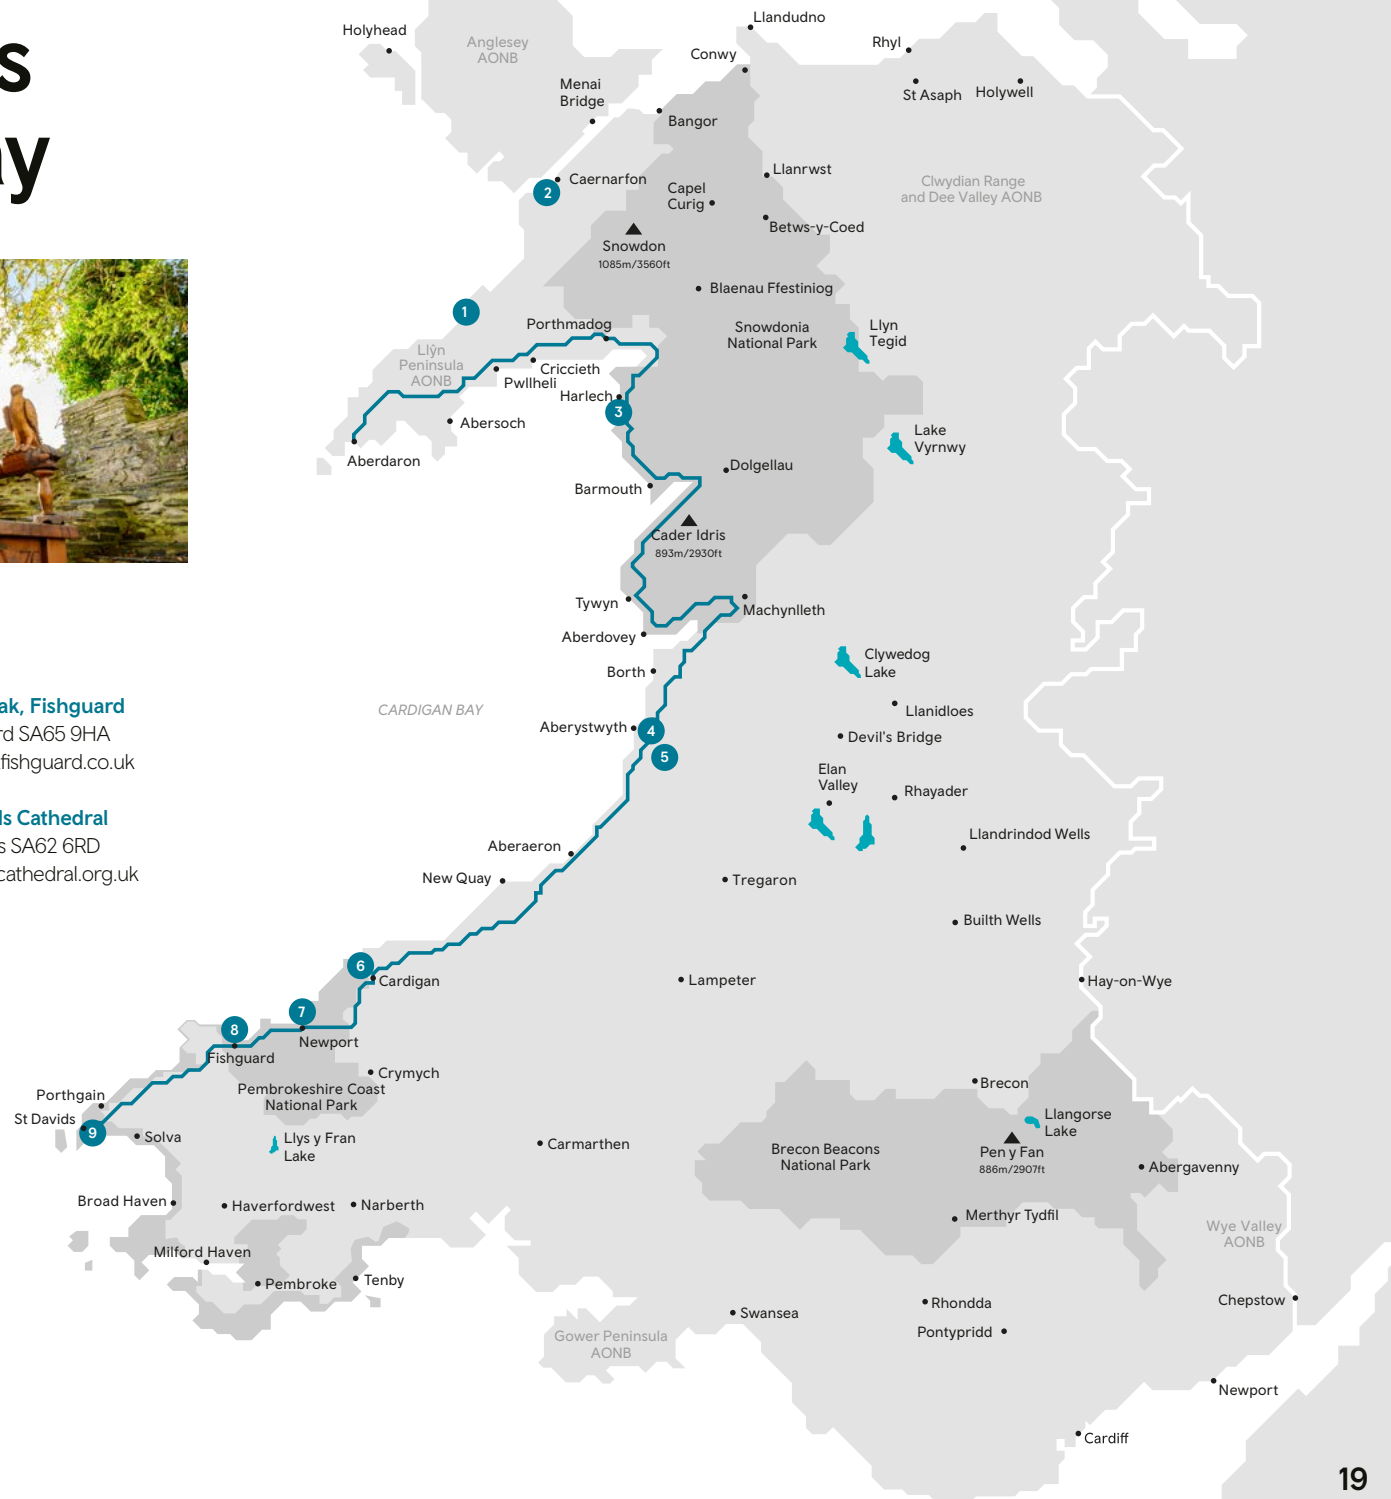 s
ay
ak, Fishguard
rd SA65 9HA
fishguard.co.uk
ds Cathedral
s SA62 6RD
cathedral.org.uk
Holyhead
Anglesey
AONB
Menai
Bridge
Llandudno
Conwy
Rhyl
St Asaph
Holywell
Bangor
2
Caernarfon
Capel
Curig
Llanrwst
Clwydian Range
and Dee Valley AONB
Betws-y-Coed
Snowdon
1085m/3560ft
Blaenau Ffestiniog
1
Porthmadog
Snowdonia
National Park
Llyn
Tegid
Llŷn
Peninsula
AONB
Criccieth
Pwllheli
Harlech
3
Abersoch
Aberdaron
Lake
Vyrnwy
Dolgellau
Barmouth
Cader Idris
893m/2930ft
Tywyn
Machynlleth
Aberdovey
Borth
Clywedog
Lake
CARDIGAN BAY
Llanidloes
Aberystwyth
4
5
Devil's Bridge
Elan
Valley
Rhayader
Llandrindod Wells
Aberaeron
New Quay
Tregaron
Builth Wells
6
Cardigan
Lampeter
Hay-on-Wye
7
Newport
8
Fishguard
Crymych
Pembrokeshire Coast
National Park
Porthgain
St Davids
9
Solva
Llys y Fran
Lake
Carmarthen
Brecon
Llangorse
Lake
Brecon Beacons
National Park
Pen y Fan
886m/2907ft
Abergavenny
Broad Haven
Haverfordwest
Narberth
Merthyr Tydfil
Wye Valley
AONB
Milford Haven
Pembroke
Tenby
Chepstow
Swansea
Rhondda
Pontypridd
Gower Peninsula
AONB
Newport
Cardiff
19